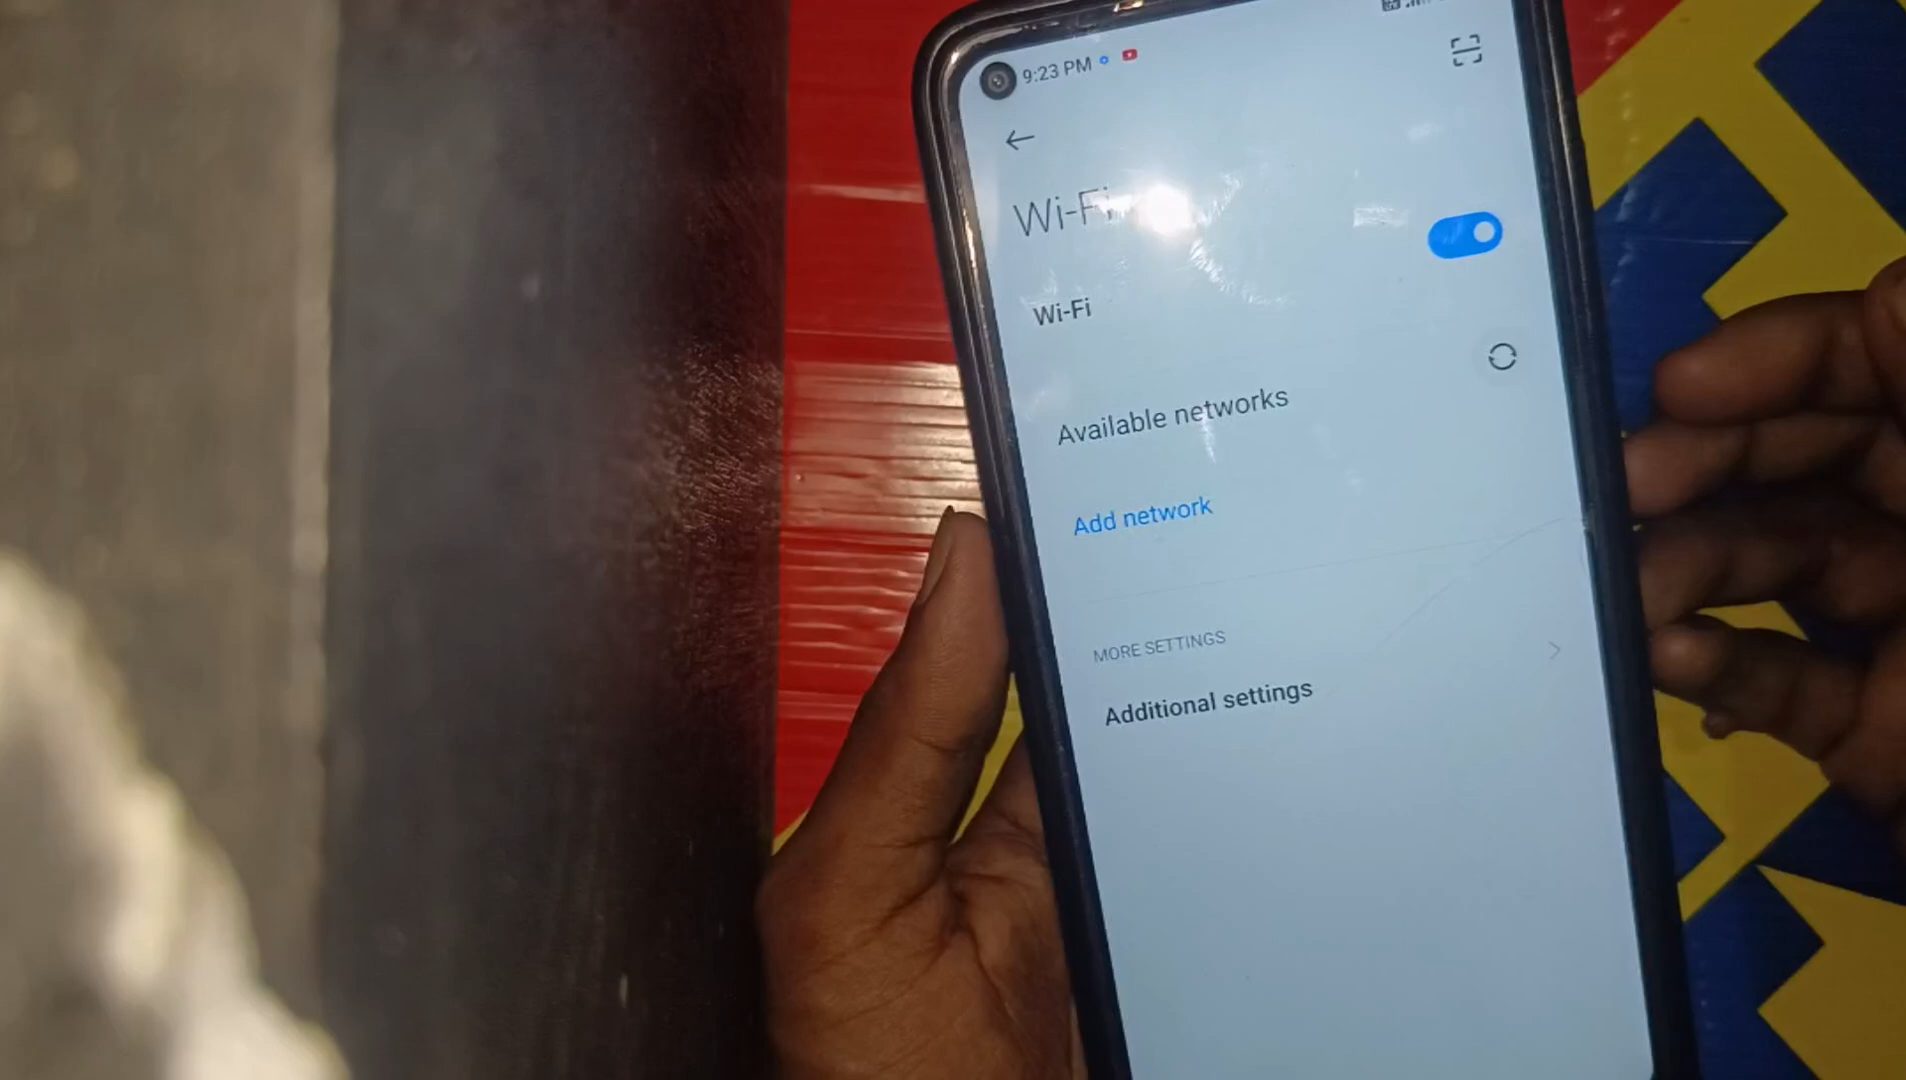 9:23 PM
Wi-Fi
Wi-Fi
Available networks
Add network
MORE SETTINGS
Additional settings